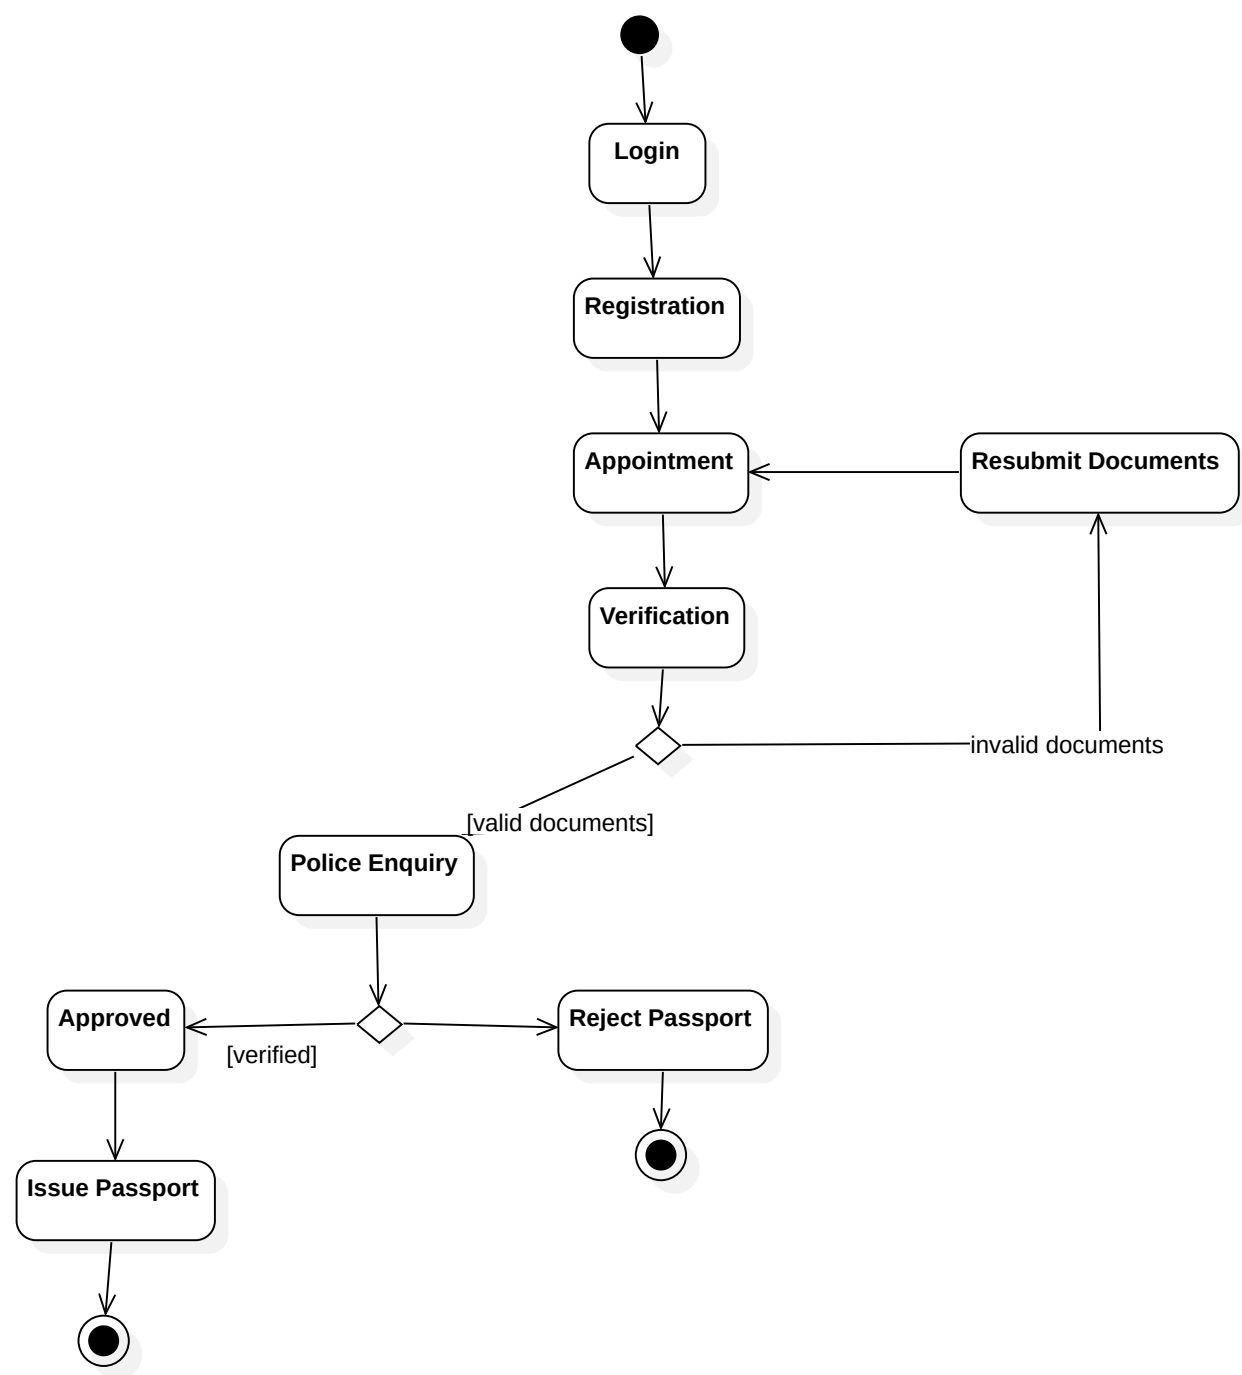 Login
Registration
Appointment
Resubmit Documents
Verification
invalid documents
[valid documents]
Police Enquiry
Approved
Reject Passport
[verified]
Issue Passport